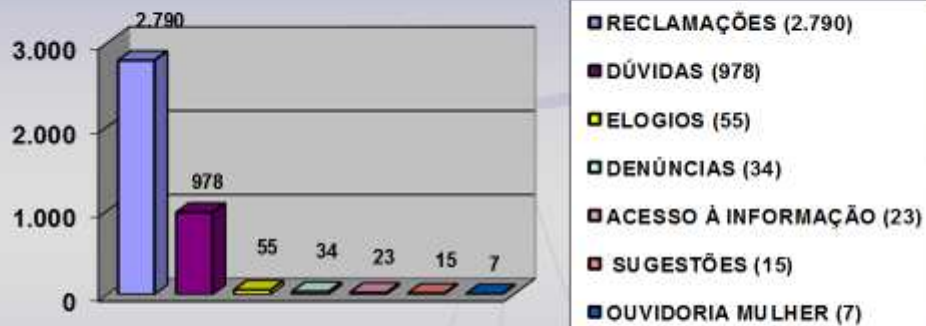 2.790
3.000
2.000
978
1.000
55
34
23
15
7
0
RECLAMAÇÕES (2.790)
DÚVIDAS (978)
ELOGIOS (55)
DENÚNCIAS (34)
ACESSO À INFORMAÇÃO (23)
SUGESTÕES (15)
OUVIDORIA MULHER (7)